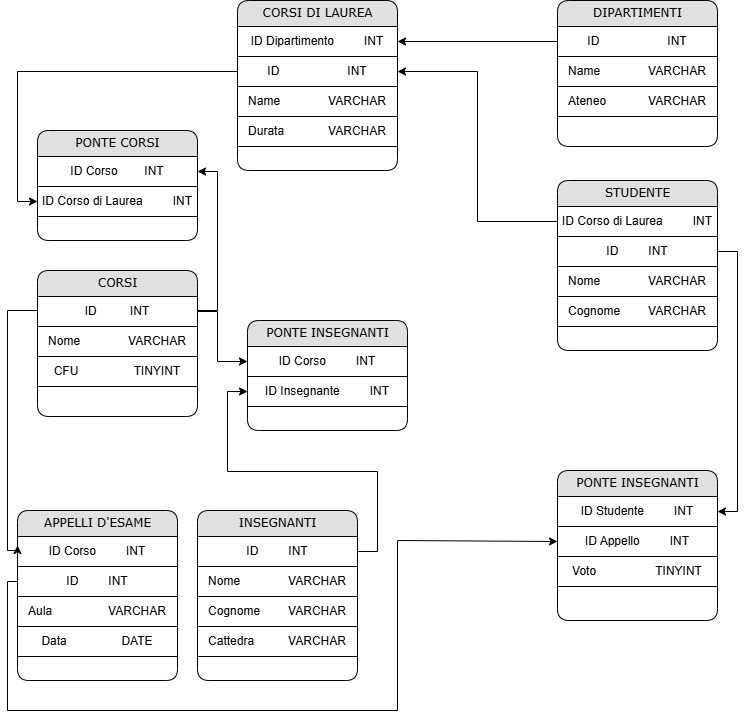 CORSI DI LAUREA
ID Dipartimento INT
ID INT
Name VARCHAR
Durata VARCHAR
DIPARTIMENTI
ID INT
Name VARCHAR
Ateneo VARCHAR
PONTE CORSI
ID Corso INT
ID Corso di Laurea INT
STUDENTE
ID Corso di Laurea INT
ID INT
Nome VARCHAR
Cognome VARCHAR
CORSI
ID INT
Nome VARCHAR
CFU TINYINT
PONTE INSEGNANTI
ID Corso INT
ID Insegnante INT
APPELLI D'ESAME
ID Corso INT
ID INT
Aula VARCHAR
Data DATE
INSEGNANTI
ID INT
Nome VARCHAR
Cognome VARCHAR
Cattedra VARCHAR
PONTE INSEGNANTI
ID Studente INT
ID Appello INT
Voto TINYINT